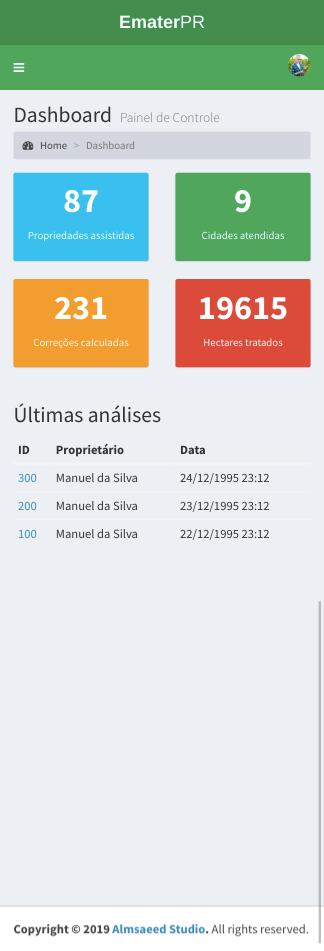 EmaterPR
Dashboard Painel de Controle
Home > Dashboard
87
Propriedades assistidas
9
Cidades atendidas
231
Correções calculadas
19615
Hectares tratados
Últimas análises
ID Proprietário Data
300 Manuel da Silva 24/12/1995 23:12
200 Manuel da Silva 23/12/1995 23:12
100 Manuel da Silva 22/12/1995 23:12
Copyright © 2019 Almsaeed Studio. All rights reserved.